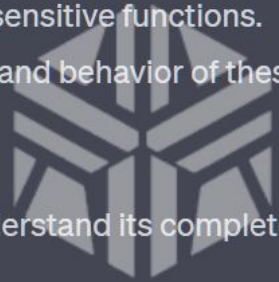 sensitive functions.
and behavior of thes
erstand its complet